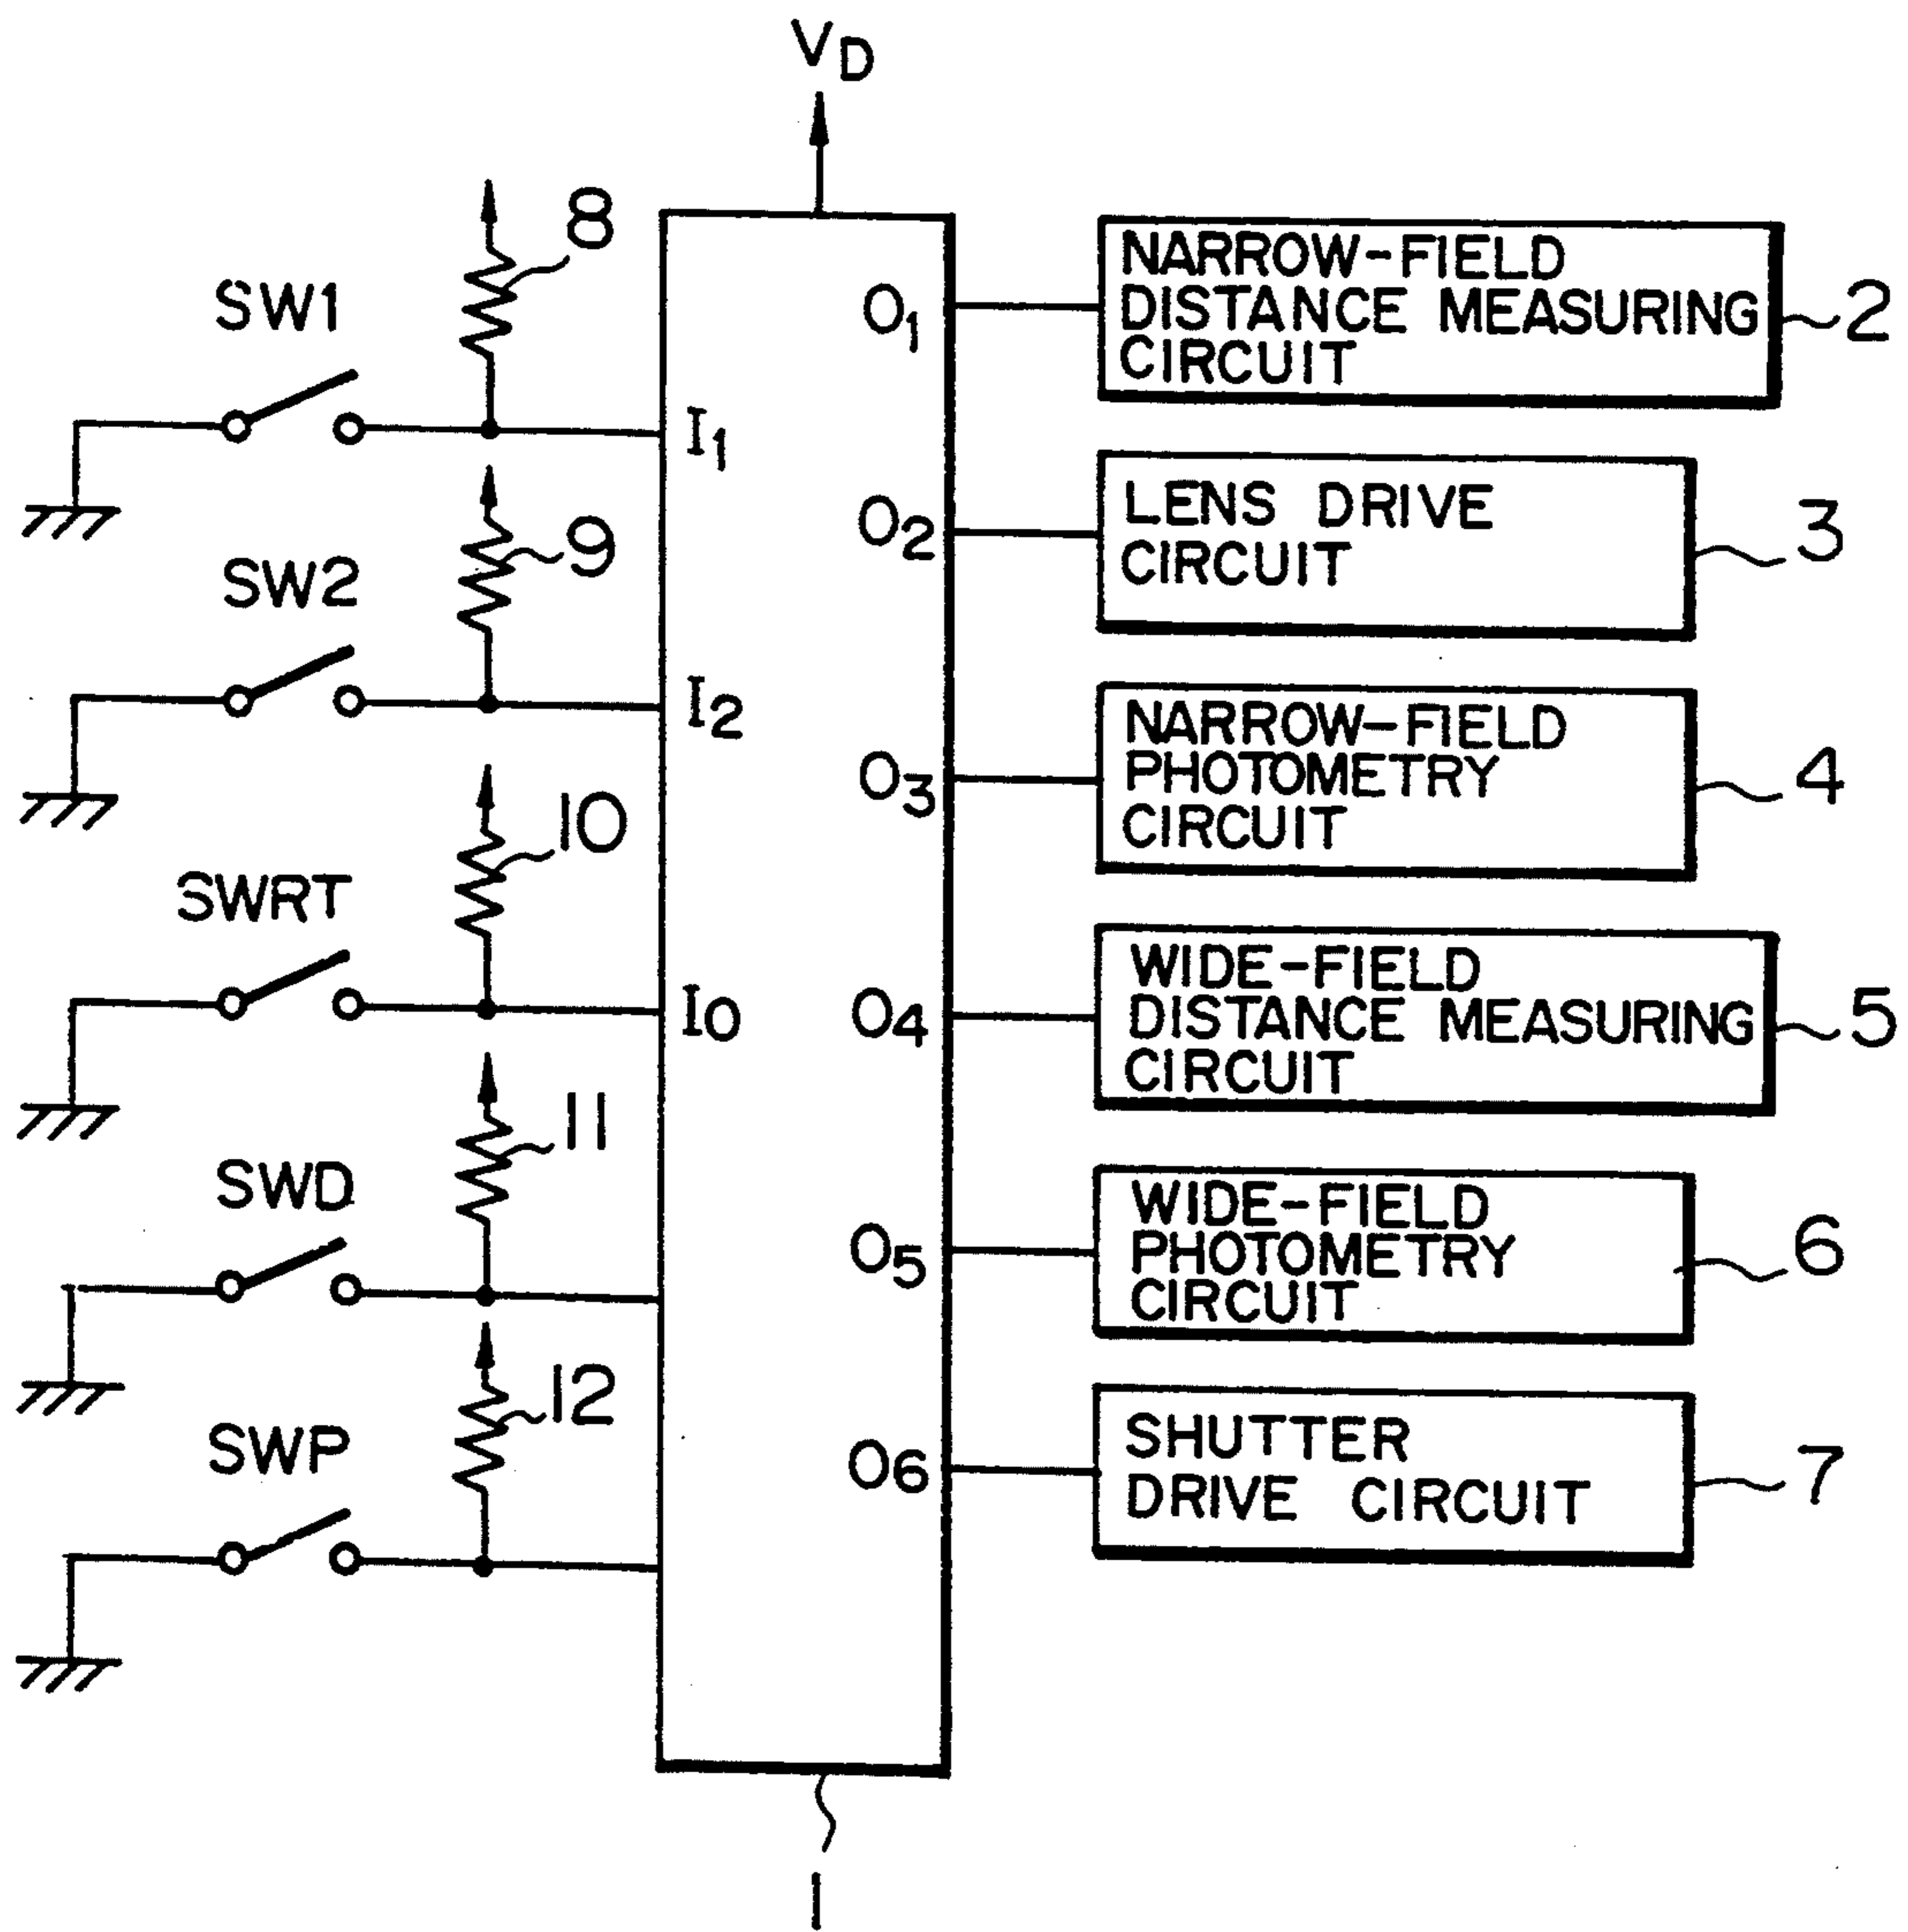 VD
8
SW1
I1
9
SW2
I2
10
SWRT
I0
11
SWD
12
SWP
O1
NARROW-FIELD
DISTANCE MEASURING
CIRCUIT
2
O2
LENS DRIVE
CIRCUIT
3
O3
NARROW-FIELD
PHOTOMETRY
CIRCUIT
4
O4
WIDE-FIELD
DISTANCE MEASURING
CIRCUIT
5
O5
WIDE-FIELD
PHOTOMETRY
CIRCUIT
6
O6
SHUTTER
DRIVE CIRCUIT
7
1